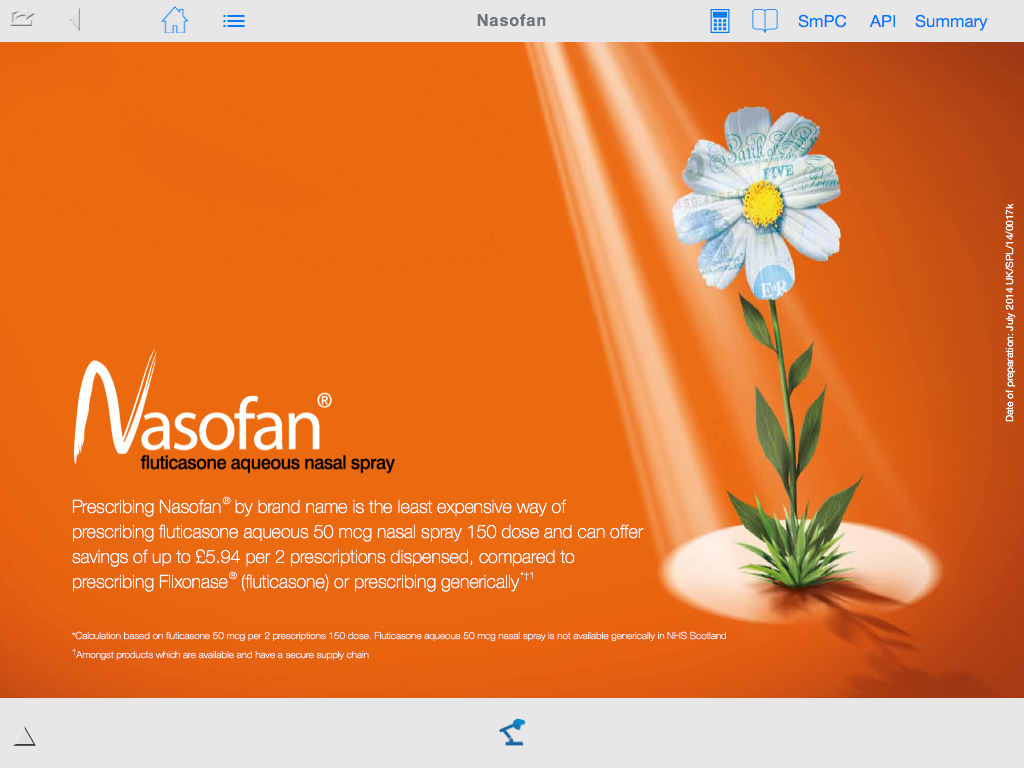 Nasofan
SmPC API Summary
Bank of
FIVE
ER
Nasofan®
fluticasone aqueous nasal spray
Prescribing Nasofan® by brand name is the least expensive way of
prescribing fluticasone aqueous 50 mcg nasal spray 150 dose and can offer
savings of up to £5.94 per 2 prescriptions dispensed, compared to
prescribing Flixonase® (fluticasone) or prescribing generically*†1
*Calculation based on fluticasone 50 mcg per 2 prescriptions 150 dose. Fluticasone aqueous 50 mcg nasal spray is not available generically in NHS Scotland
†Amongst products which are available and have a secure supply chain
Date of preparation: July 2014 UK/SPL/14/0017k